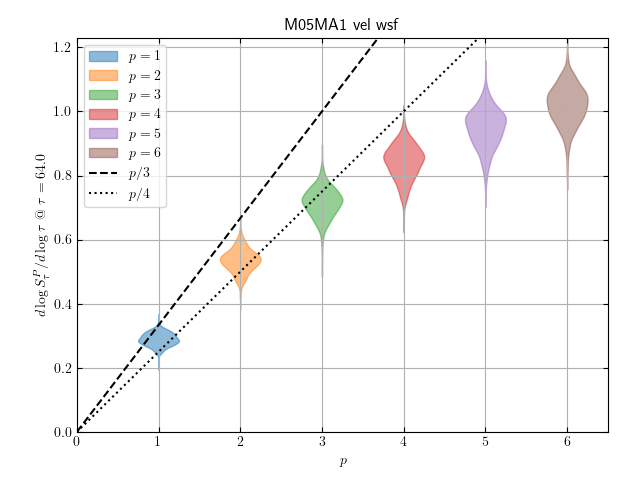 M05MA1 vel wsf
d log S_τ^P / d log τ @ τ = 64.0
1.2
1.0
0.8
0.6
0.4
0.2
0.0
p = 1
p = 2
p = 3
p = 4
p = 5
p = 6
p/3
p/4
0 1 2 3 4 5 6
p